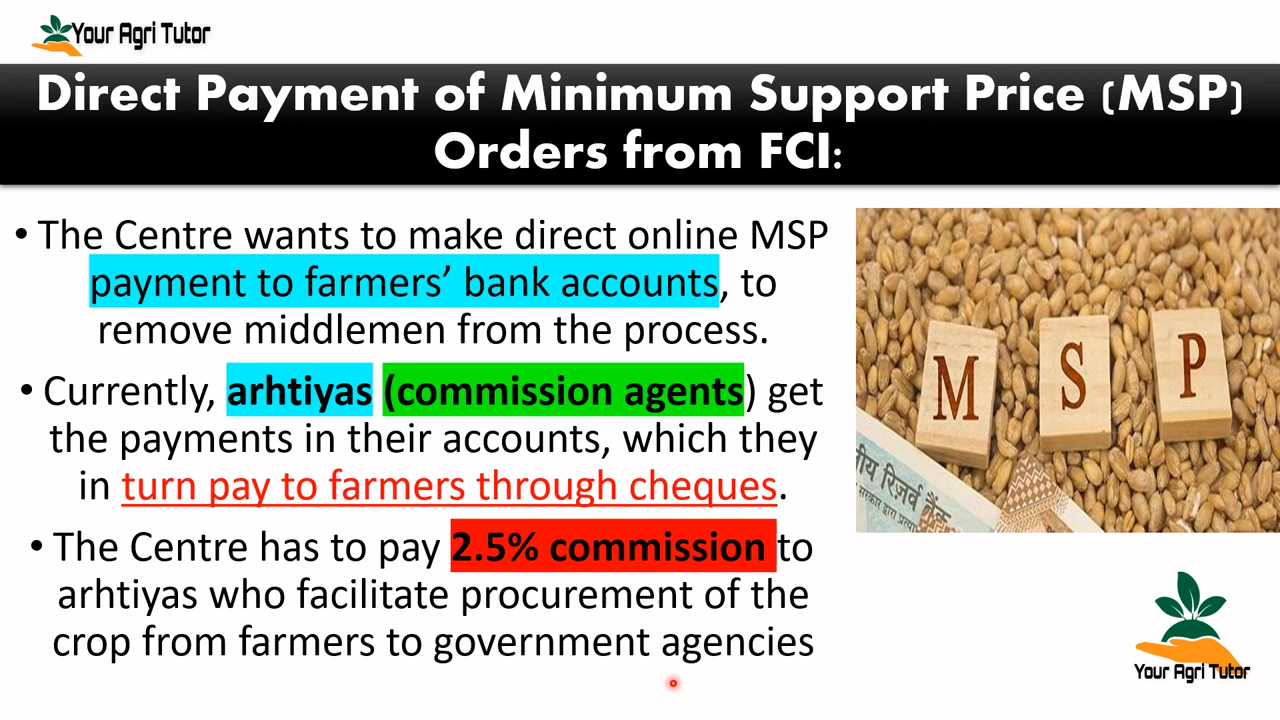 Your Agri Tutor
Direct Payment of Minimum Support Price (MSP)
Orders from FCI:
• The Centre wants to make direct online MSP
payment to farmers’ bank accounts, to
remove middlemen from the process.
• Currently, arhtiyas (commission agents) get
the payments in their accounts, which they
in turn pay to farmers through cheques.
• The Centre has to pay 2.5% commission to
arhtiyas who facilitate procurement of the
crop from farmers to government agencies
M S P
रिज़र्व बैंक
Your Agri Tutor